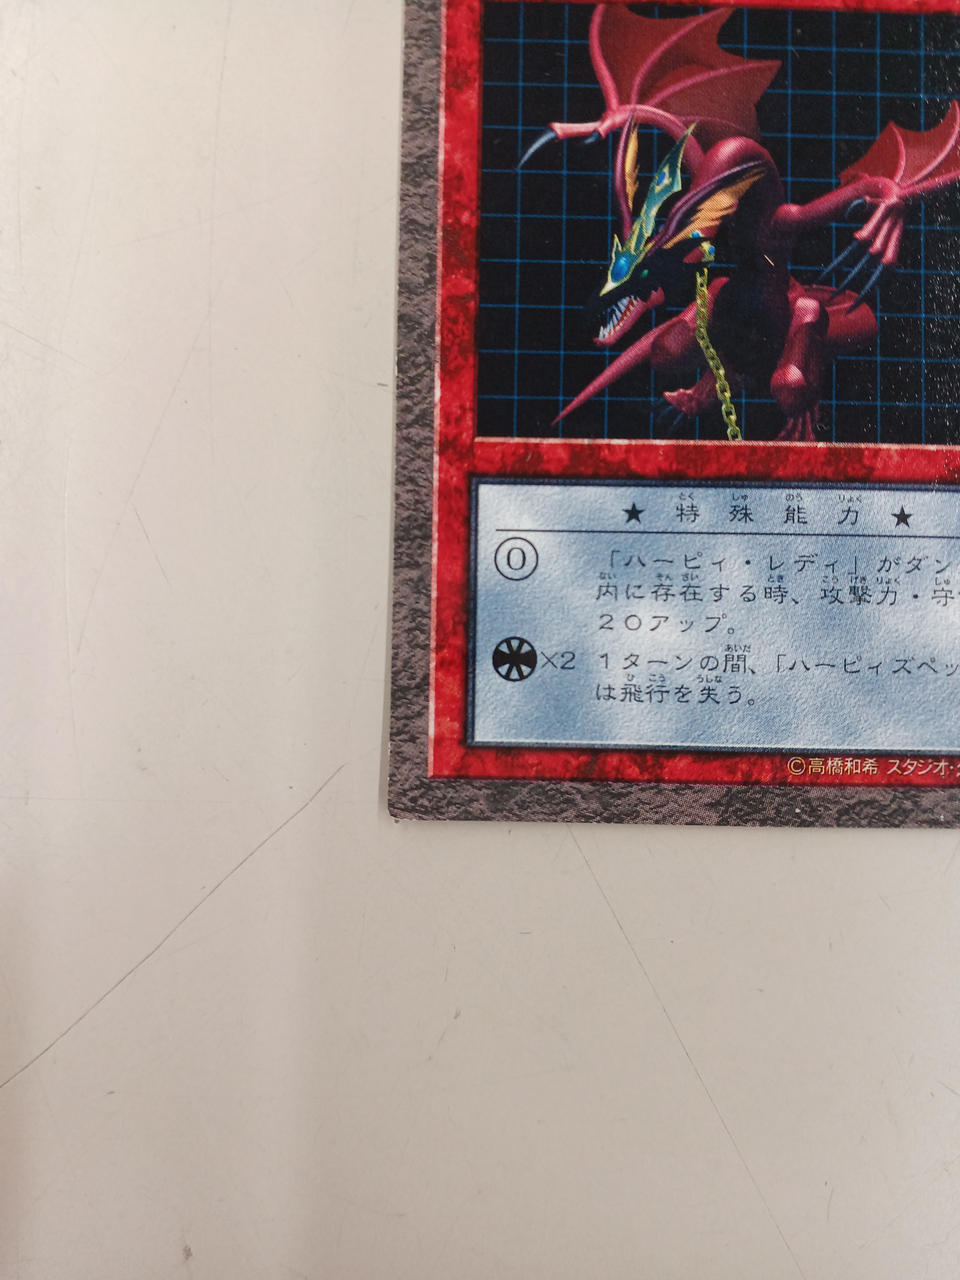 ★ 特殊能力 ★
⓪ 「ハーピィ・レディ」がダン
内に存在する時、攻撃力・守
20アップ。
×2 1ターンの間、「ハーピィズペッ
は飛行を失う。
©高橋和希 スタジオ・